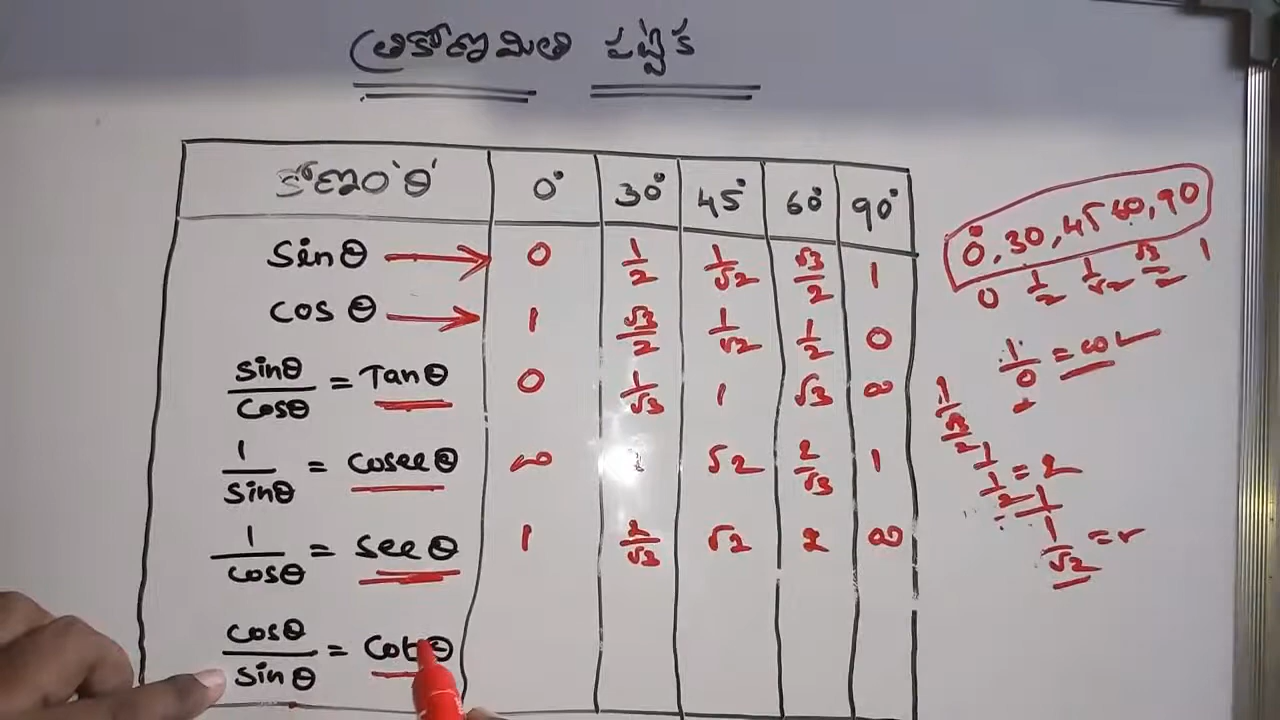 త్రికోణమితి పట్టిక
కోణం 'θ' 0° 30° 45° 60° 90°
Sinθ → 0 1/2 1/√2 √3/2 1
Cos θ → 1 √3/2 1/√2 1/2 0
Sinθ/Cosθ = Tanθ 0 1/√3 1 √3 ∞
1/Sinθ = Cosecθ ∞ √2 2/√3 1
1/Cosθ = Secθ 1 2/√3 √2 2 ∞
Cosθ/Sinθ = Cotθ
0°, 30, 45 60, 90
0 1/2 1/√2 √3/2 1
1/0 = ∞